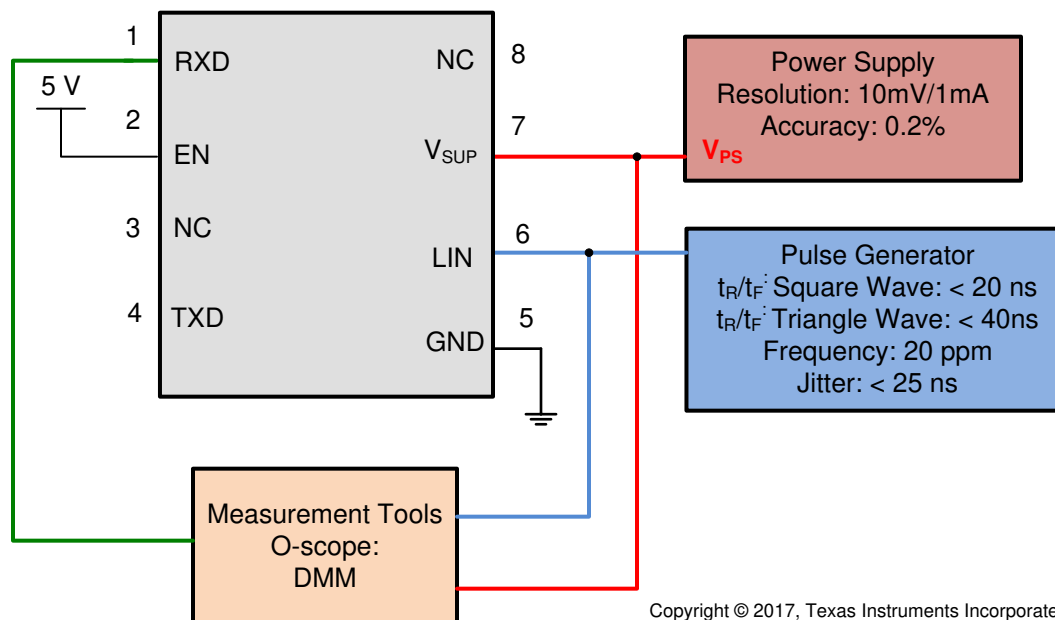 1
RXD
NC
8
5 V
2
EN
7
VSUP
3
NC
6
LIN
4
TXD
5
GND
Power Supply
Resolution: 10mV/1mA
Accuracy: 0.2%
VPS
Pulse Generator
tR/tF: Square Wave: < 20 ns
tR/tF: Triangle Wave: < 40ns
Frequency: 20 ppm
Jitter: < 25 ns
Measurement Tools
O-scope:
DMM
Copyright © 2017, Texas Instruments Incorporate